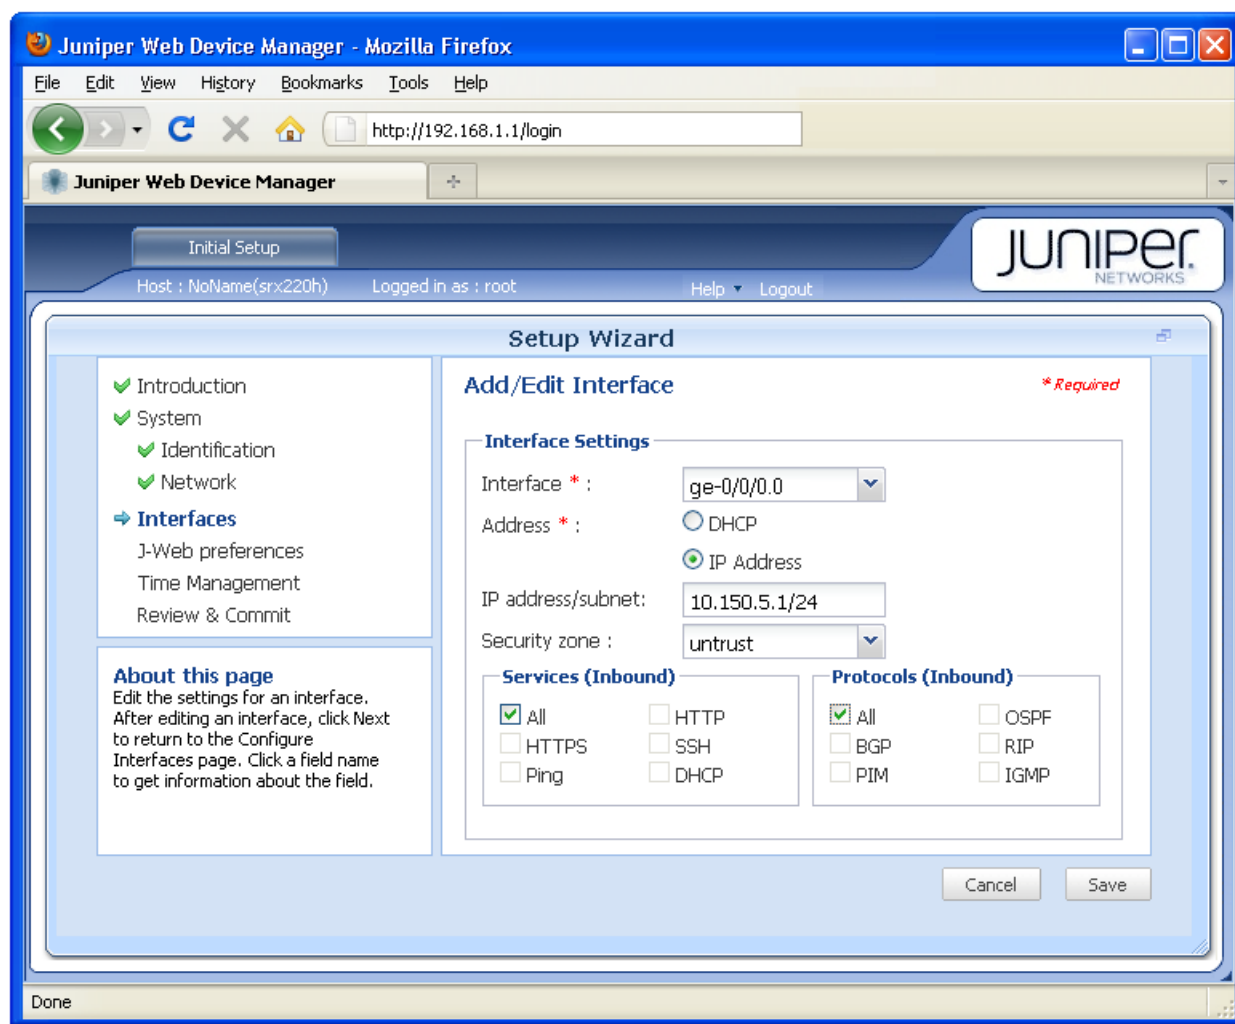 Juniper Web Device Manager - Mozilla Firefox
File Edit View History Bookmarks Tools Help
http://192.168.1.1/login
Juniper Web Device Manager
Initial Setup
JUNIPER
NETWORKS
Host : NoName(srx220h) Logged in as : root Help Logout
Setup Wizard
Introduction
System
Identification
Network
Interfaces
J-Web preferences
Time Management
Review & Commit
About this page
Edit the settings for an interface.
After editing an interface, click Next
to return to the Configure
Interfaces page. Click a field name
to get information about the field.
Add/Edit Interface
* Required
Interface Settings
Interface * : ge-0/0/0.0
Address * : DHCP
IP Address
IP address/subnet: 10.150.5.1/24
Security zone : untrust
Services (Inbound)
All HTTP
HTTPS SSH
Ping DHCP
Protocols (Inbound)
All OSPF
BGP RIP
PIM IGMP
Cancel Save
Done